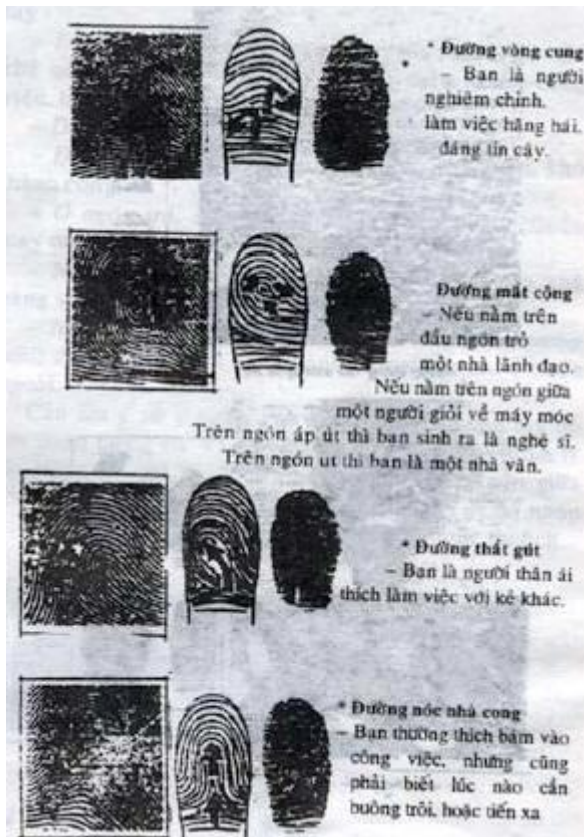 * Đường vòng cung
– Bạn là người
nghiêm chỉnh.
làm việc hăng hái.
đáng tin cậy.
Đường mắt cộng
– Nếu nằm trên
đầu ngón trỏ
một nhà lãnh đạo.
Nếu nằm trên ngón giữa
một người giỏi về máy móc
Trên ngón áp út thì bạn sinh ra là nghệ sĩ.
Trên ngón út thì bạn là một nhà văn.
* Đường thắt gút
– Bạn là người thân ái
thích làm việc với kẻ khác.
* Đường nóc nhà cong
– Bạn thường thích bám vào
công việc, nhưng cũng
phải biết lúc nào cần
buông trôi, hoặc tiến xa